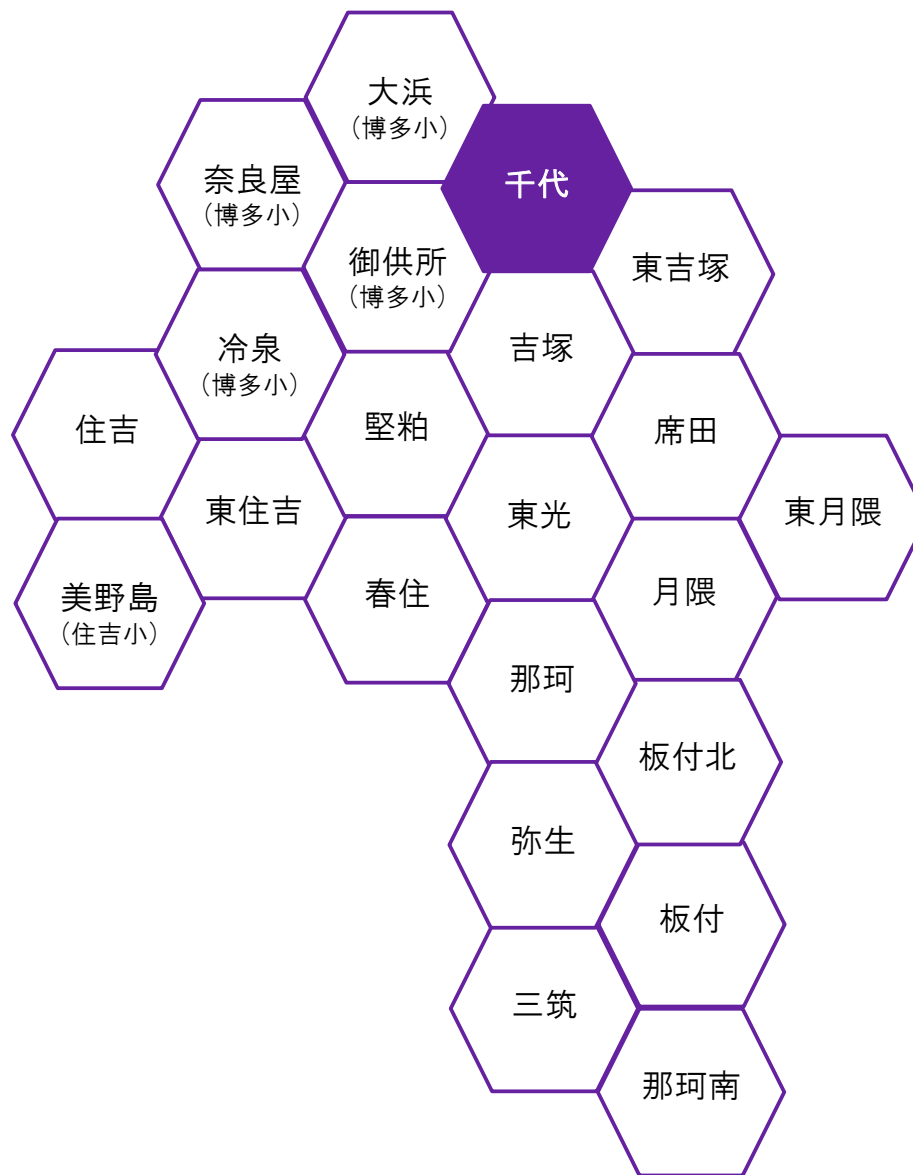 大浜
(博多小)
奈良屋
(博多小)
千代
御供所
(博多小)
東吉塚
冷泉
(博多小)
吉塚
住吉
堅粕
席田
東住吉
東光
東月隈
美野島
(住吉小)
春住
月隈
那珂
板付北
弥生
板付
三筑
那珂南